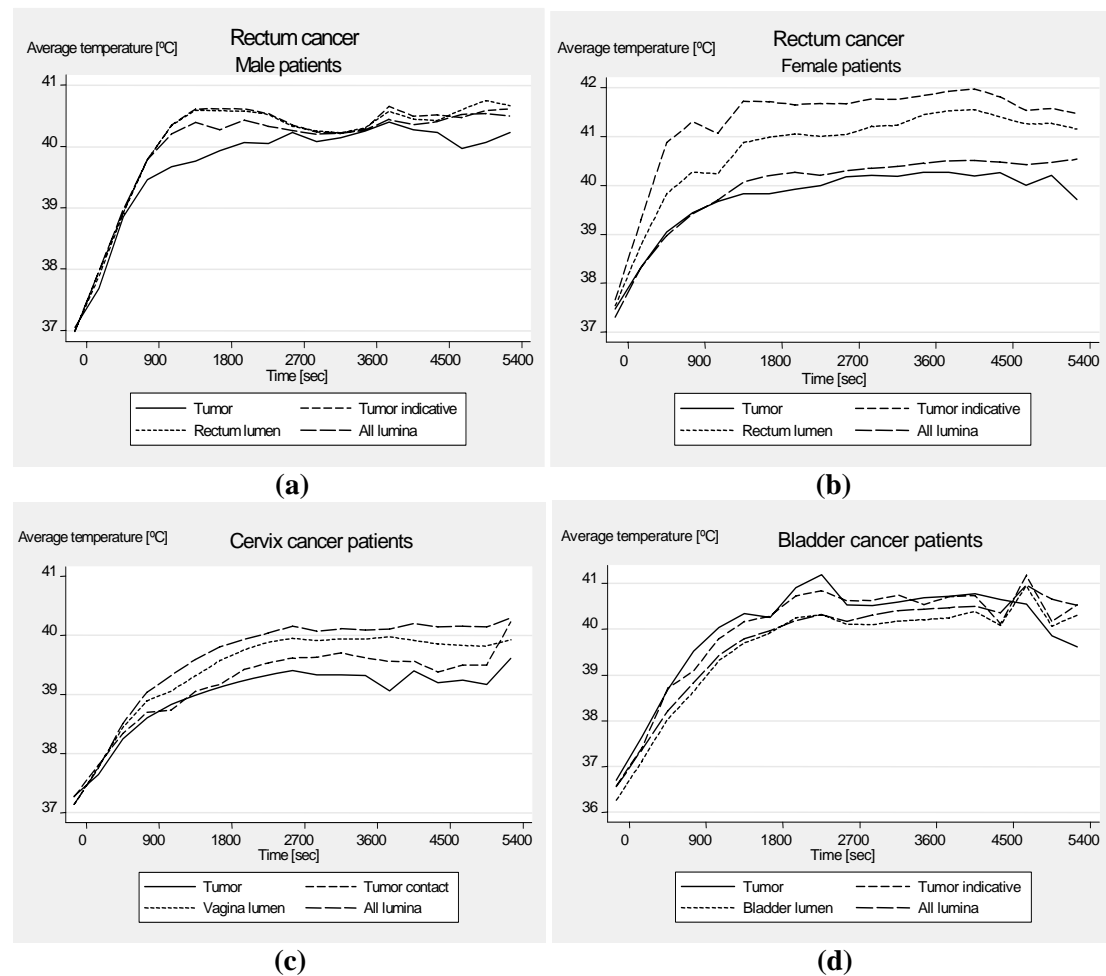 Rectum cancer
Male patients
Average temperature [ºC]
41
40
39
38
37
0 900 1800 2700 3600 4500 5400
Time [sec]
Tumor Tumor indicative
Rectum lumen All lumina
(a)
Rectum cancer
Female patients
Average temperature [ºC]
42
41
40
39
38
37
0 900 1800 2700 3600 4500 5400
Time [sec]
Tumor Tumor indicative
Rectum lumen All lumina
(b)
Cervix cancer patients
Average temperature [ºC]
41
40
39
38
37
0 900 1800 2700 3600 4500 5400
Time [sec]
Tumor Tumor contact
Vagina lumen All lumina
(c)
Bladder cancer patients
Average temperature [ºC]
41
40
39
38
37
36
0 900 1800 2700 3600 4500 5400
Time [sec]
Tumor Tumor indicative
Bladder lumen All lumina
(d)